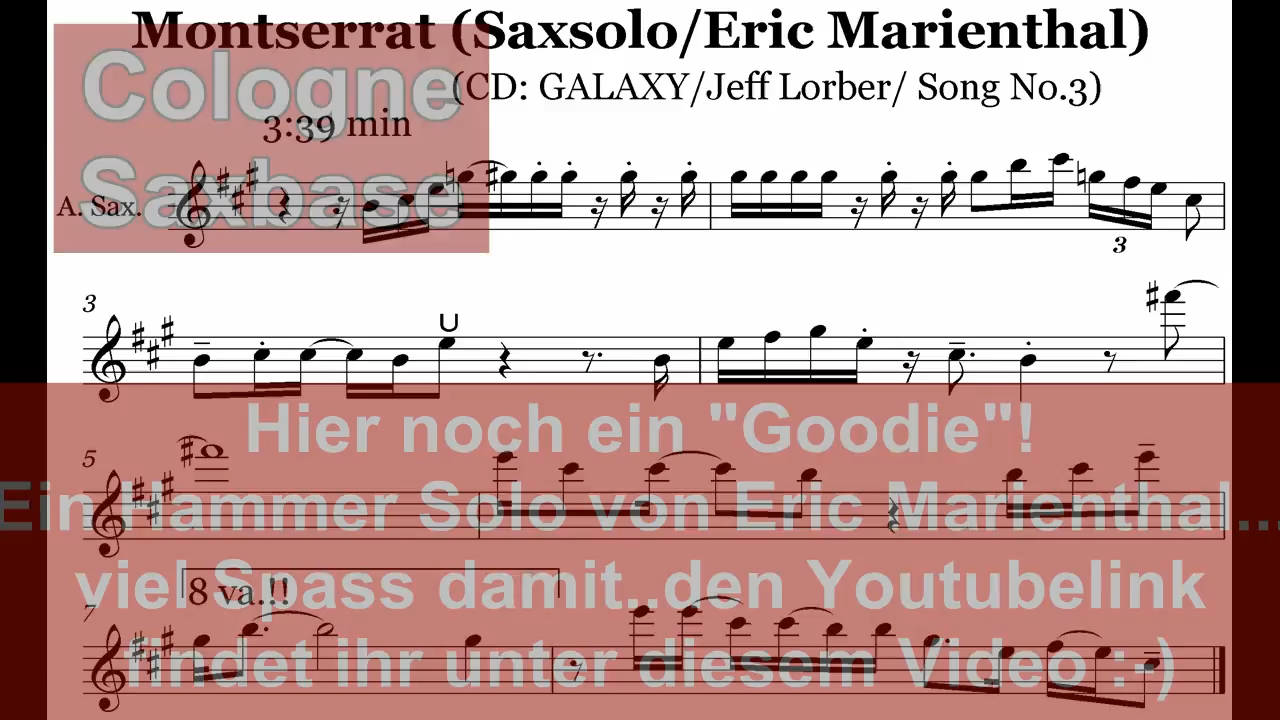 Montserrat (Saxsolo/Eric Marienthal)
(CD: GALAXY/Jeff Lorber/ Song No.3)
Cologne
Saxbase
3:39 min
A. Sax.
3
3
5
7
8 va.!!
Hier noch ein "Goodie"!
Ein Hammer Solo von Eric Marienthal...
viel Spass damit..den Youtubelink
findet ihr unter diesem Video :-)